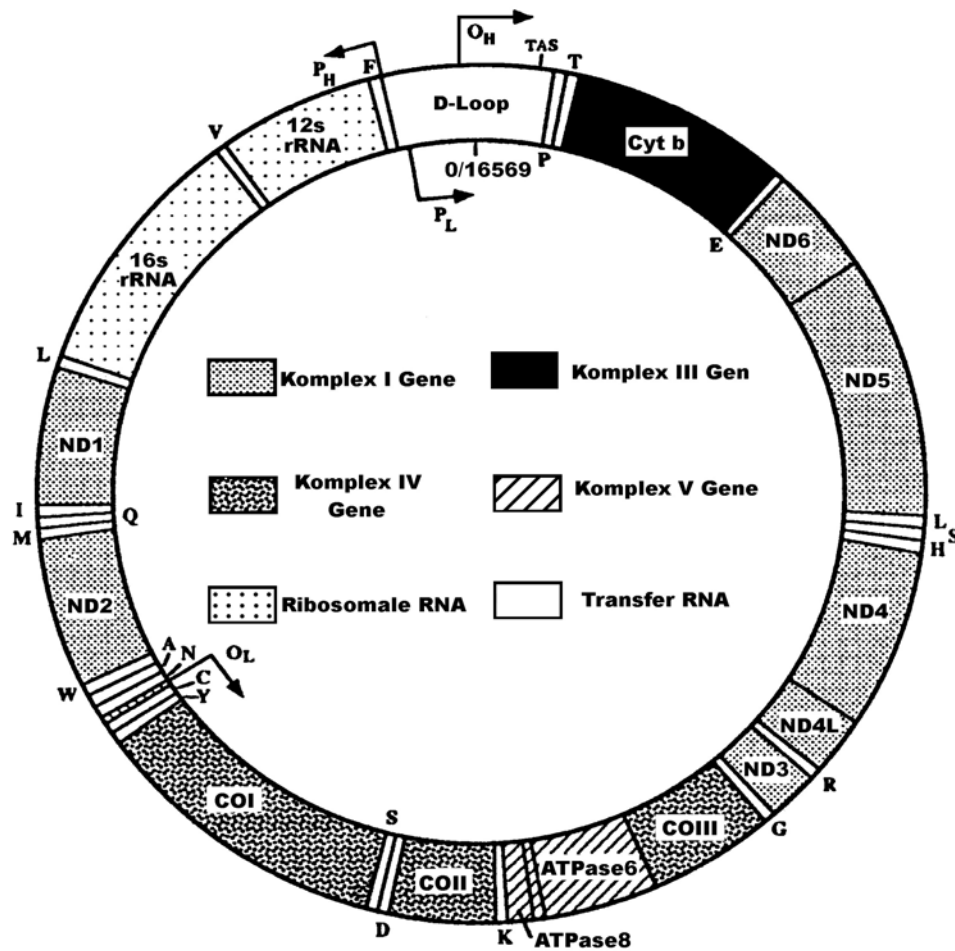 O_H
TAS
T
P_H
F
D-Loop
12s
rRNA
V
Cyt b
P
0/16569
P_L
E
ND6
16s
rRNA
L
Komplex I Gene
Komplex III Gen
ND5
ND1
Komplex IV
Gene
Komplex V Gene
I
Q
M
L
S
H
ND2
Ribosomale RNA
Transfer RNA
ND4
A
N
O_L
C
Y
W
ND4L
ND3
R
COI
S
COIII
G
COII
ATPase6
D
K
ATPase8